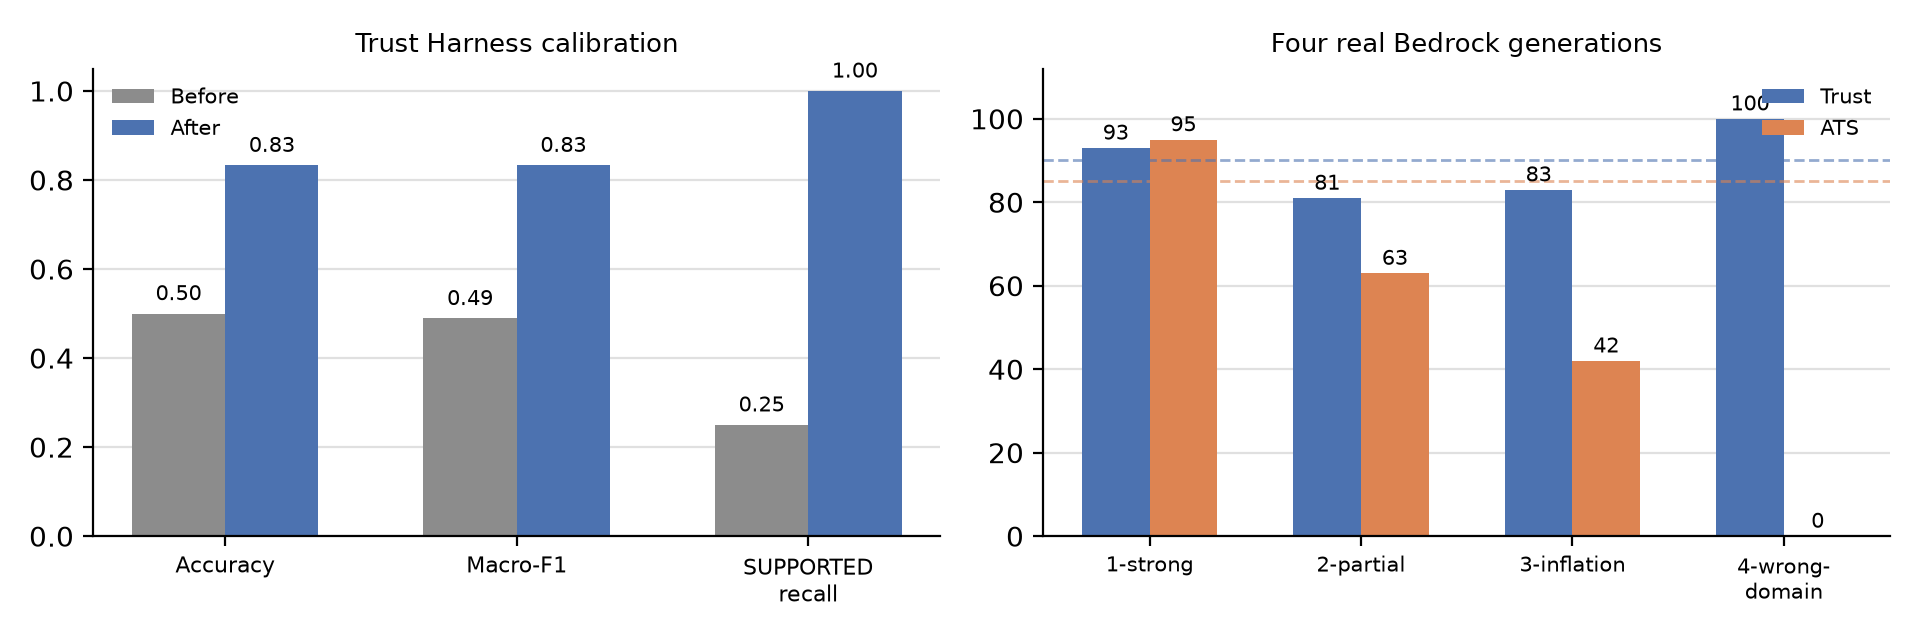 Trust Harness calibration
Before
After
1.0
0.8
0.6
0.4
0.2
0.0
0.50
0.83
0.49
0.83
0.25
1.00
Accuracy
Macro-F1
SUPPORTED
recall
Four real Bedrock generations
Trust
ATS
100
80
60
40
20
0
93
95
81
63
83
42
100
0
1-strong
2-partial
3-inflation
4-wrong-
domain